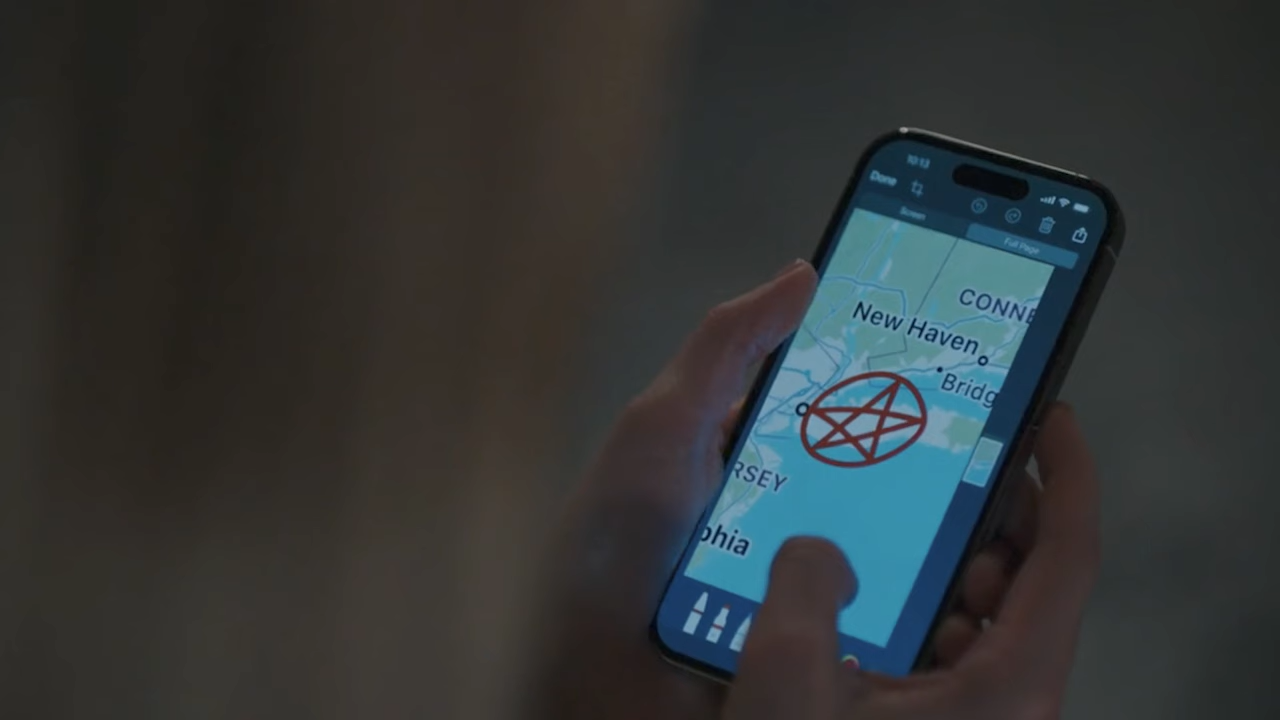 10:13
Done
Screen
Full Page
CONNE
New Haven
Bridg
RSEY
phia